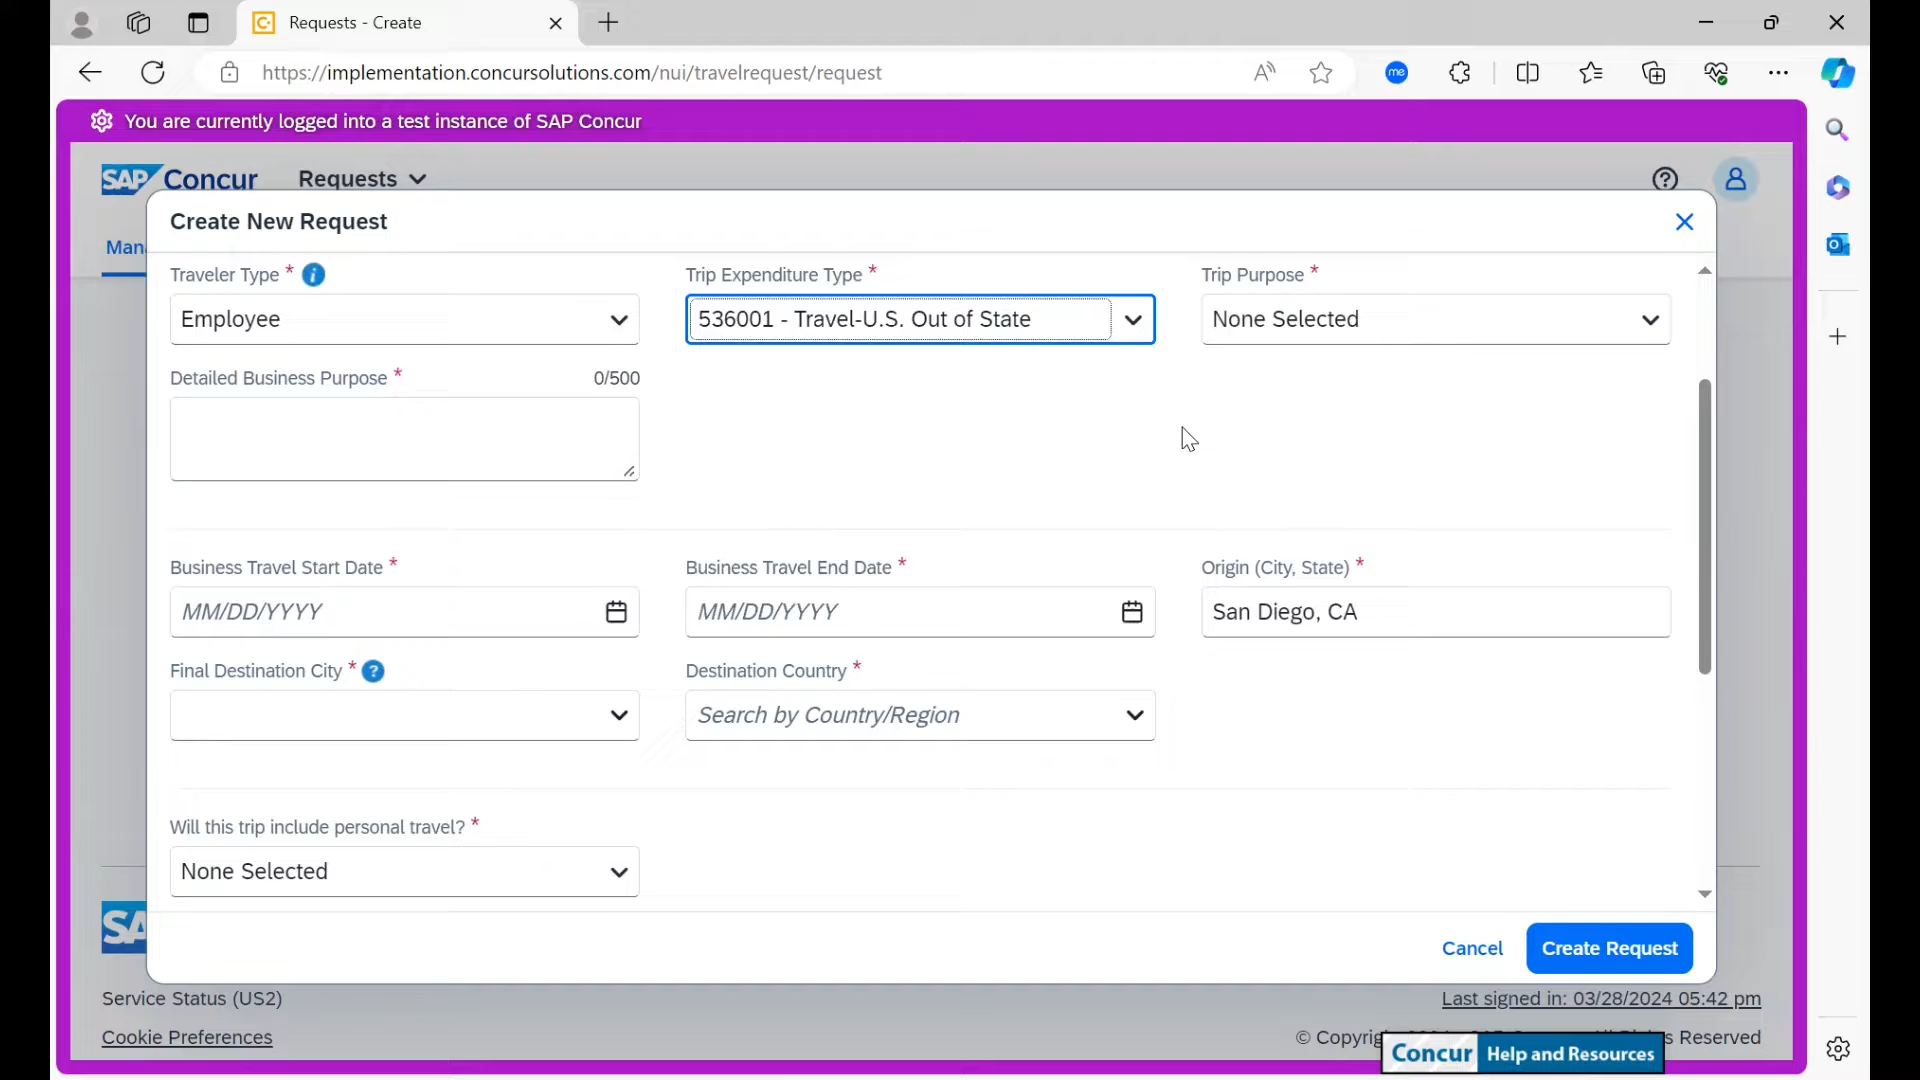 Requests - Create
https://implementation.concursolutions.com/nui/travelrequest/request
me
You are currently logged into a test instance of SAP Concur
SAP Concur
Requests
Create New Request
Man
Traveler Type *
Trip Expenditure Type *
Trip Purpose *
Employee
536001 - Travel-U.S. Out of State
None Selected
Detailed Business Purpose *
0/500
Business Travel Start Date *
Business Travel End Date *
Origin (City, State) *
MM/DD/YYYY
MM/DD/YYYY
San Diego, CA
Final Destination City *
Destination Country *
Search by Country/Region
Will this trip include personal travel? *
None Selected
Cancel
Create Request
SA
Service Status (US2)
Last signed in: 03/28/2024 05:42 pm
Cookie Preferences
© Copyrig
s Reserved
Concur Help and Resources